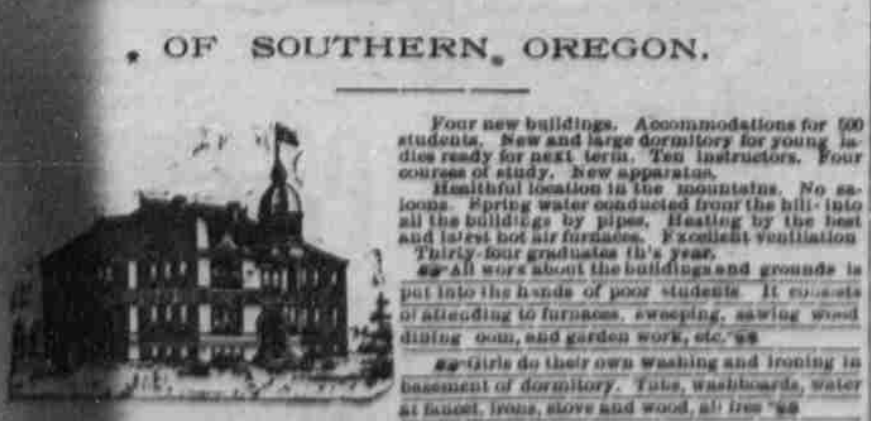 OF SOUTHERN OREGON.
Four new buildings. Accommodations for 500
students. New and large dormitory for young la-
dies ready for next term. Ten instructors. Four
courses of study. New apparatus.
Healthful location in the mountains. No sa-
loons. Spring water conducted from the hill- into
all the buildings by pipes. Heating by the best
and latest hot air furnaces. Excellent ventilation
Thirty-four graduates th's year.
All work about the buildings and grounds is
put into the hands of poor students. It consists
of attending to furnaces, sweeping, sawing wood
dining oom, and garden work, etc.
Girls do their own washing and ironing in
basement of dormitory. Tubs, washboards, water
at faucet, irons, stove and wood, all free